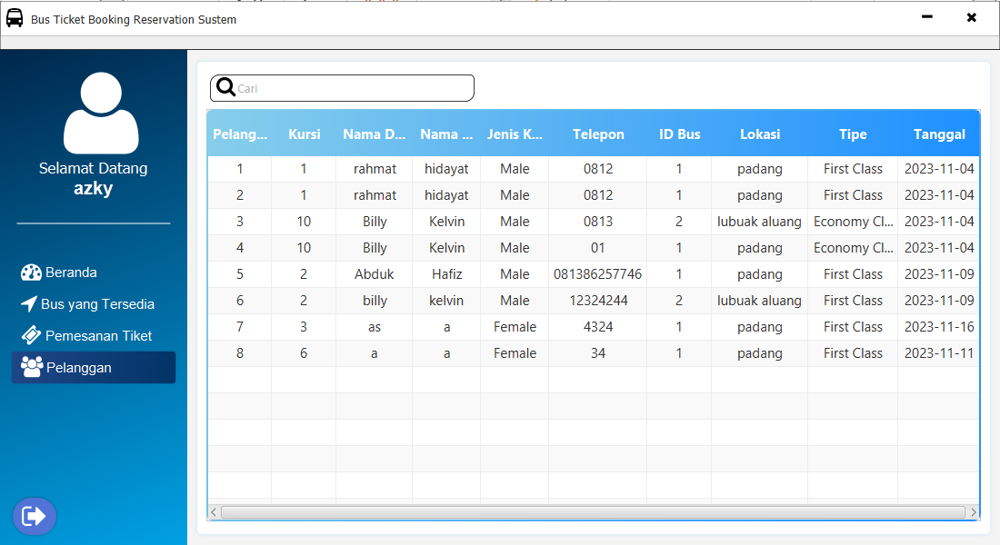 Bus Ticket Booking Reservation Sustem
Selamat Datang
azky
Beranda
Bus yang Tersedia
Pemesanan Tiket
Pelanggan
Cari
Pelang... Kursi Nama D... Nama ... Jenis K... Telepon ID Bus Lokasi Tipe Tanggal
1 1 rahmat hidayat Male 0812 1 padang First Class 2023-11-04
2 1 rahmat hidayat Male 0812 1 padang First Class 2023-11-04
3 10 Billy Kelvin Male 0813 2 lubuak aluang Economy Cl... 2023-11-04
4 10 Billy Kelvin Male 01 1 padang Economy Cl... 2023-11-04
5 2 Abduk Hafiz Male 081386257746 1 padang First Class 2023-11-09
6 2 billy kelvin Male 12324244 2 lubuak aluang First Class 2023-11-09
7 3 as a Female 4324 1 padang First Class 2023-11-16
8 6 a a Female 34 1 padang First Class 2023-11-11